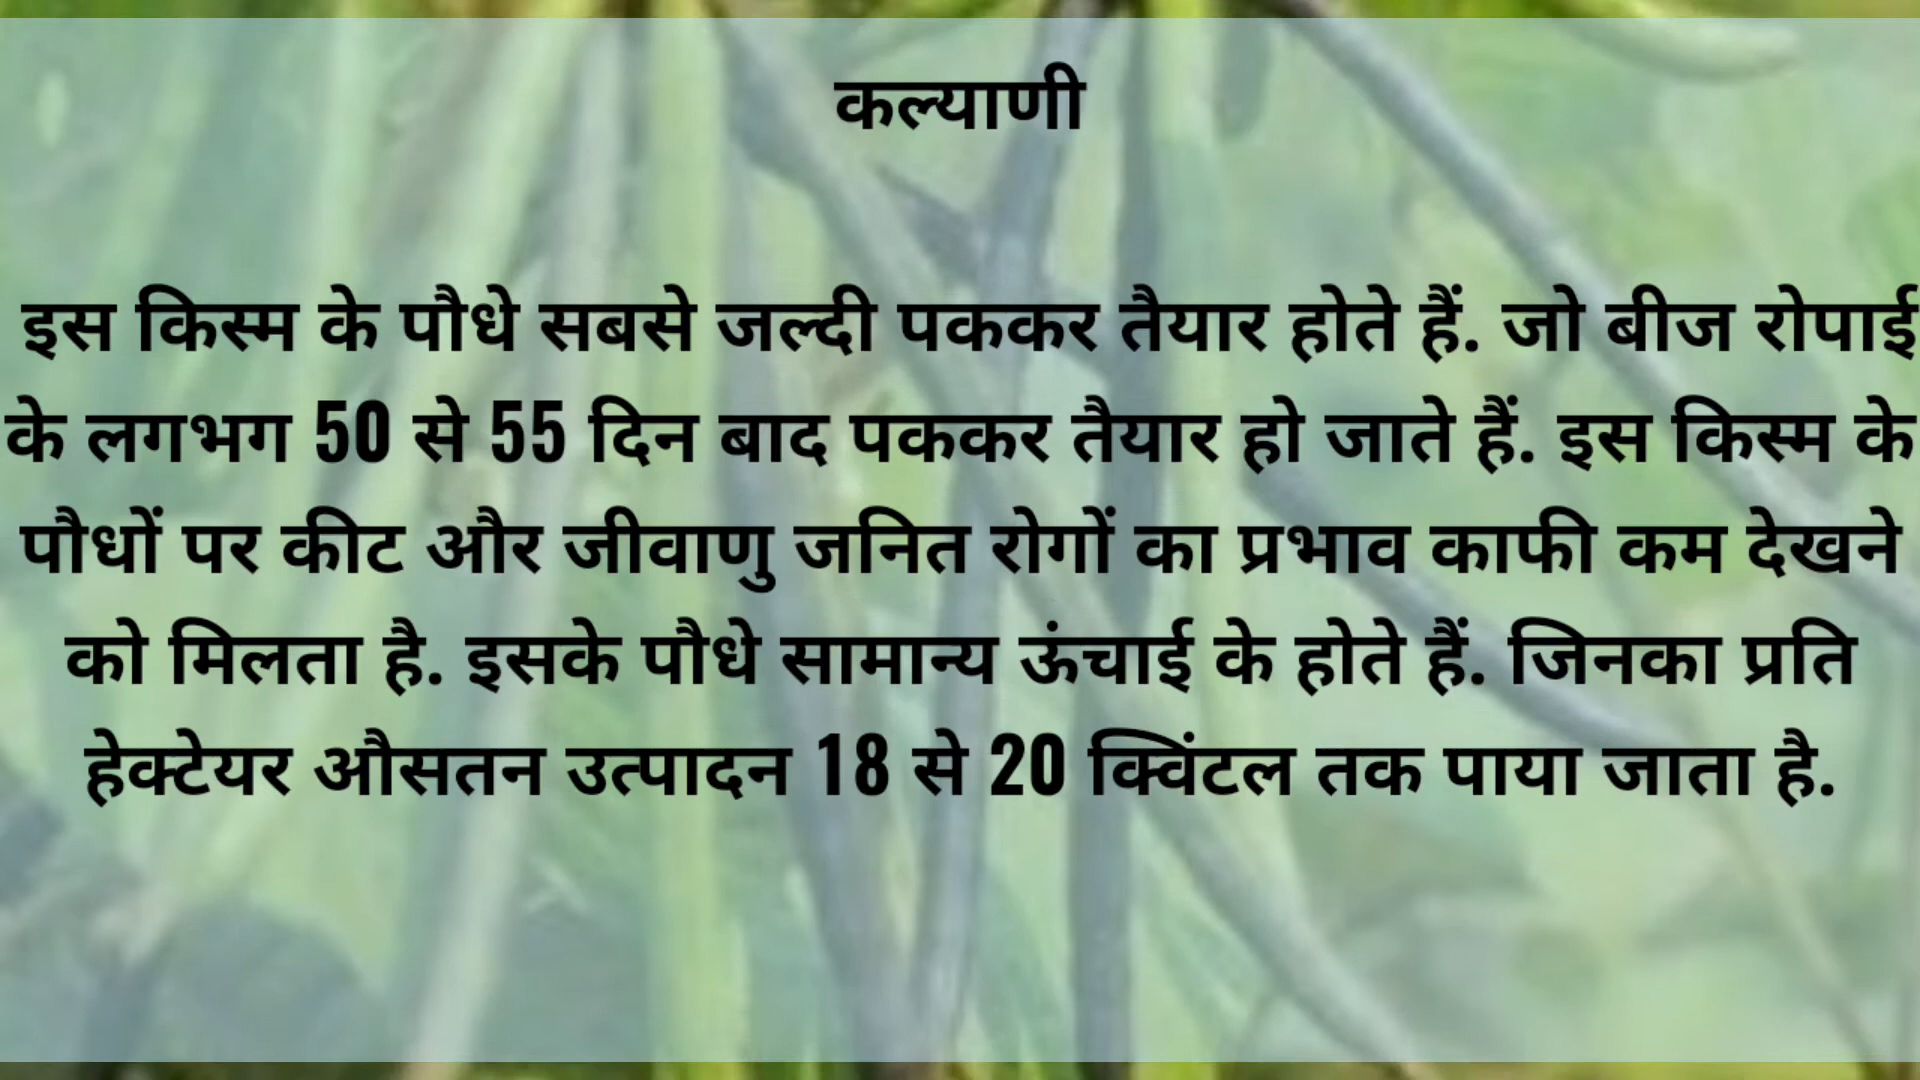 कल्याणी
इस किस्म के पौधे सबसे जल्दी पककर तैयार होते हैं. जो बीज रोपाई
के लगभग 50 से 55 दिन बाद पककर तैयार हो जाते हैं. इस किस्म के
पौधों पर कीट और जीवाणु जनित रोगों का प्रभाव काफी कम देखने
को मिलता है. इसके पौधे सामान्य ऊंचाई के होते हैं. जिनका प्रति
हेक्टेयर औसतन उत्पादन 18 से 20 क्विंटल तक पाया जाता है.